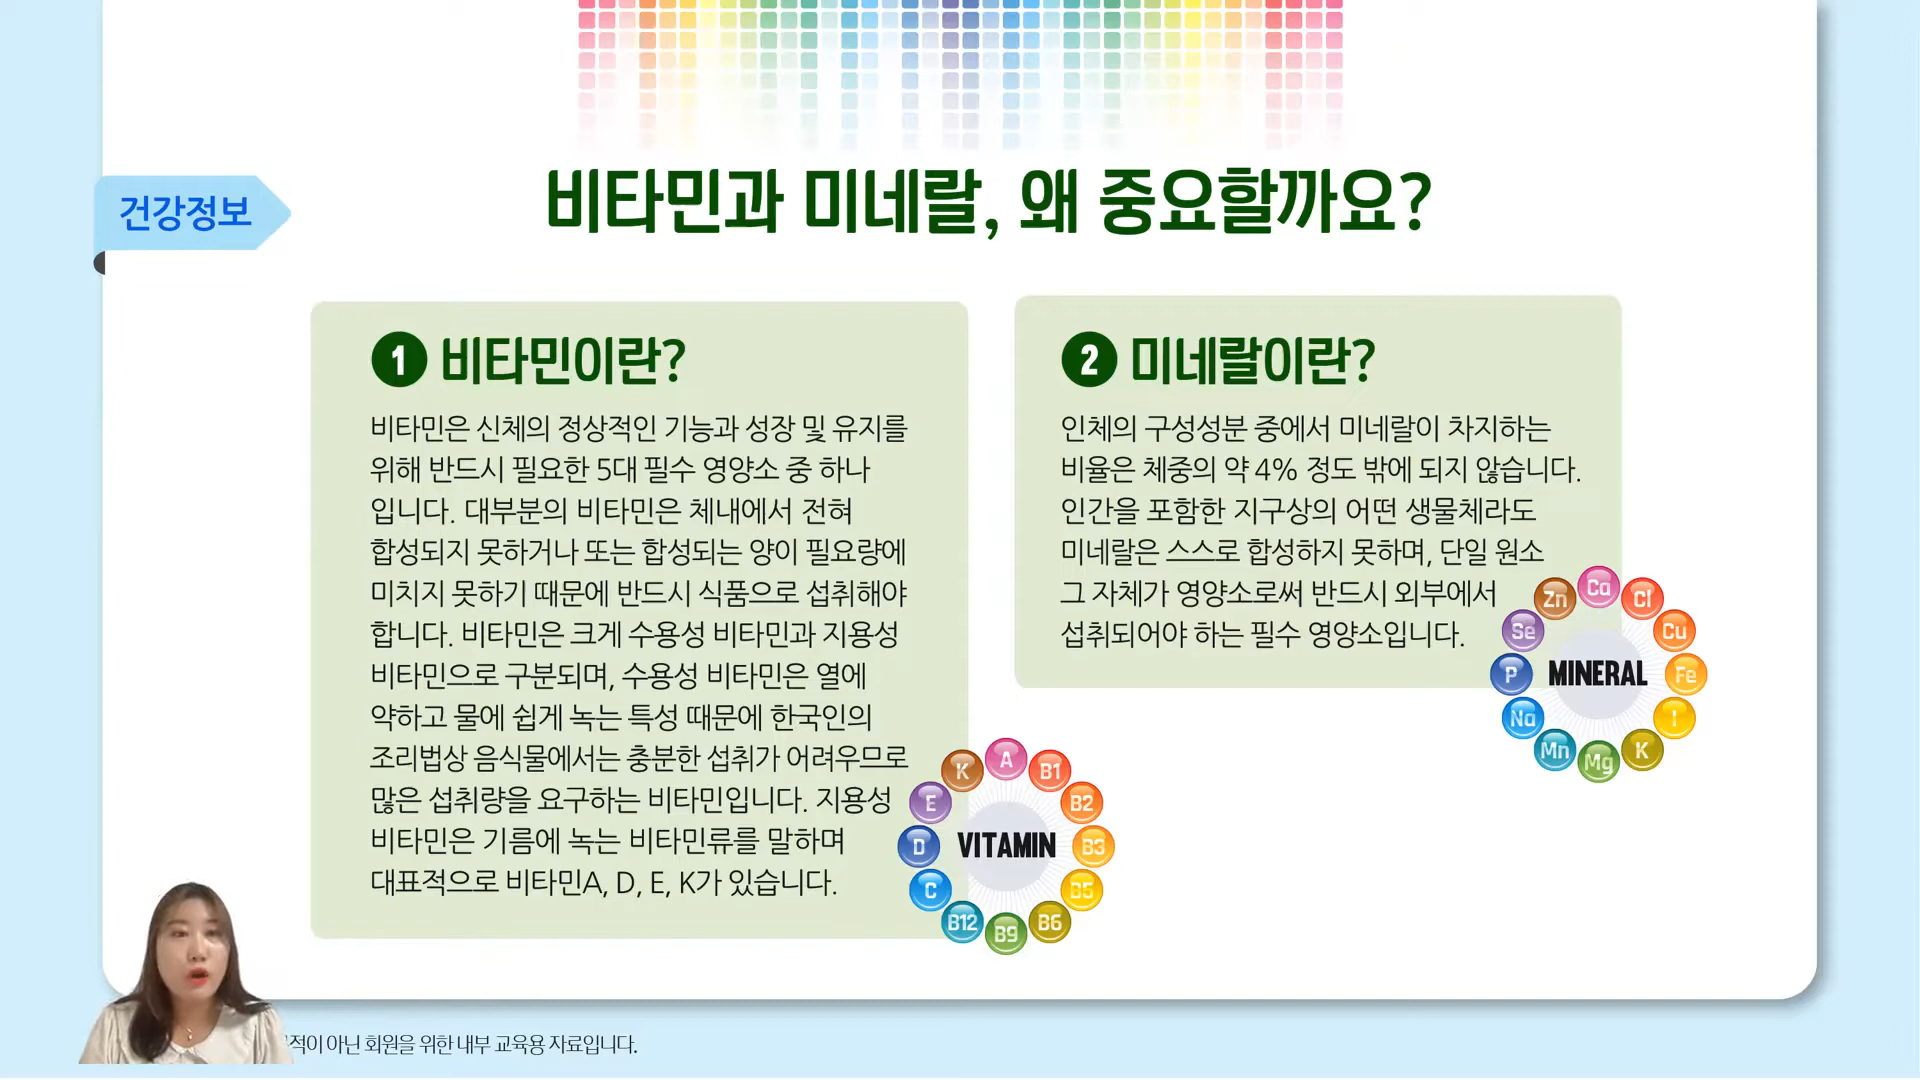 건강정보
비타민과 미네랄, 왜 중요할까요?
1 비타민이란?
비타민은 신체의 정상적인 기능과 성장 및 유지를
위해 반드시 필요한 5대 필수 영양소 중 하나
입니다. 대부분의 비타민은 체내에서 전혀
합성되지 못하거나 또는 합성되는 양이 필요량에
미치지 못하기 때문에 반드시 식품으로 섭취해야
합니다. 비타민은 크게 수용성 비타민과 지용성
비타민으로 구분되며, 수용성 비타민은 열에
약하고 물에 쉽게 녹는 특성 때문에 한국인의
조리법상 음식물에서는 충분한 섭취가 어려우므로
많은 섭취량을 요구하는 비타민입니다. 지용성
비타민은 기름에 녹는 비타민류를 말하며
대표적으로 비타민A, D, E, K가 있습니다.
VITAMIN
A
B1
B2
B3
B5
B6
B9
B12
C
D
E
K
2 미네랄이란?
인체의 구성성분 중에서 미네랄이 차지하는
비율은 체중의 약 4% 정도 밖에 되지 않습니다.
인간을 포함한 지구상의 어떤 생물체라도
미네랄은 스스로 합성하지 못하며, 단일 원소
그 자체가 영양소로써 반드시 외부에서
섭취되어야 하는 필수 영양소입니다.
MINERAL
Ca
Cl
Cu
Fe
I
K
Mg
Mn
Na
P
Se
Zn
아닌 회원을 위한 내부 교육용 자료입니다.